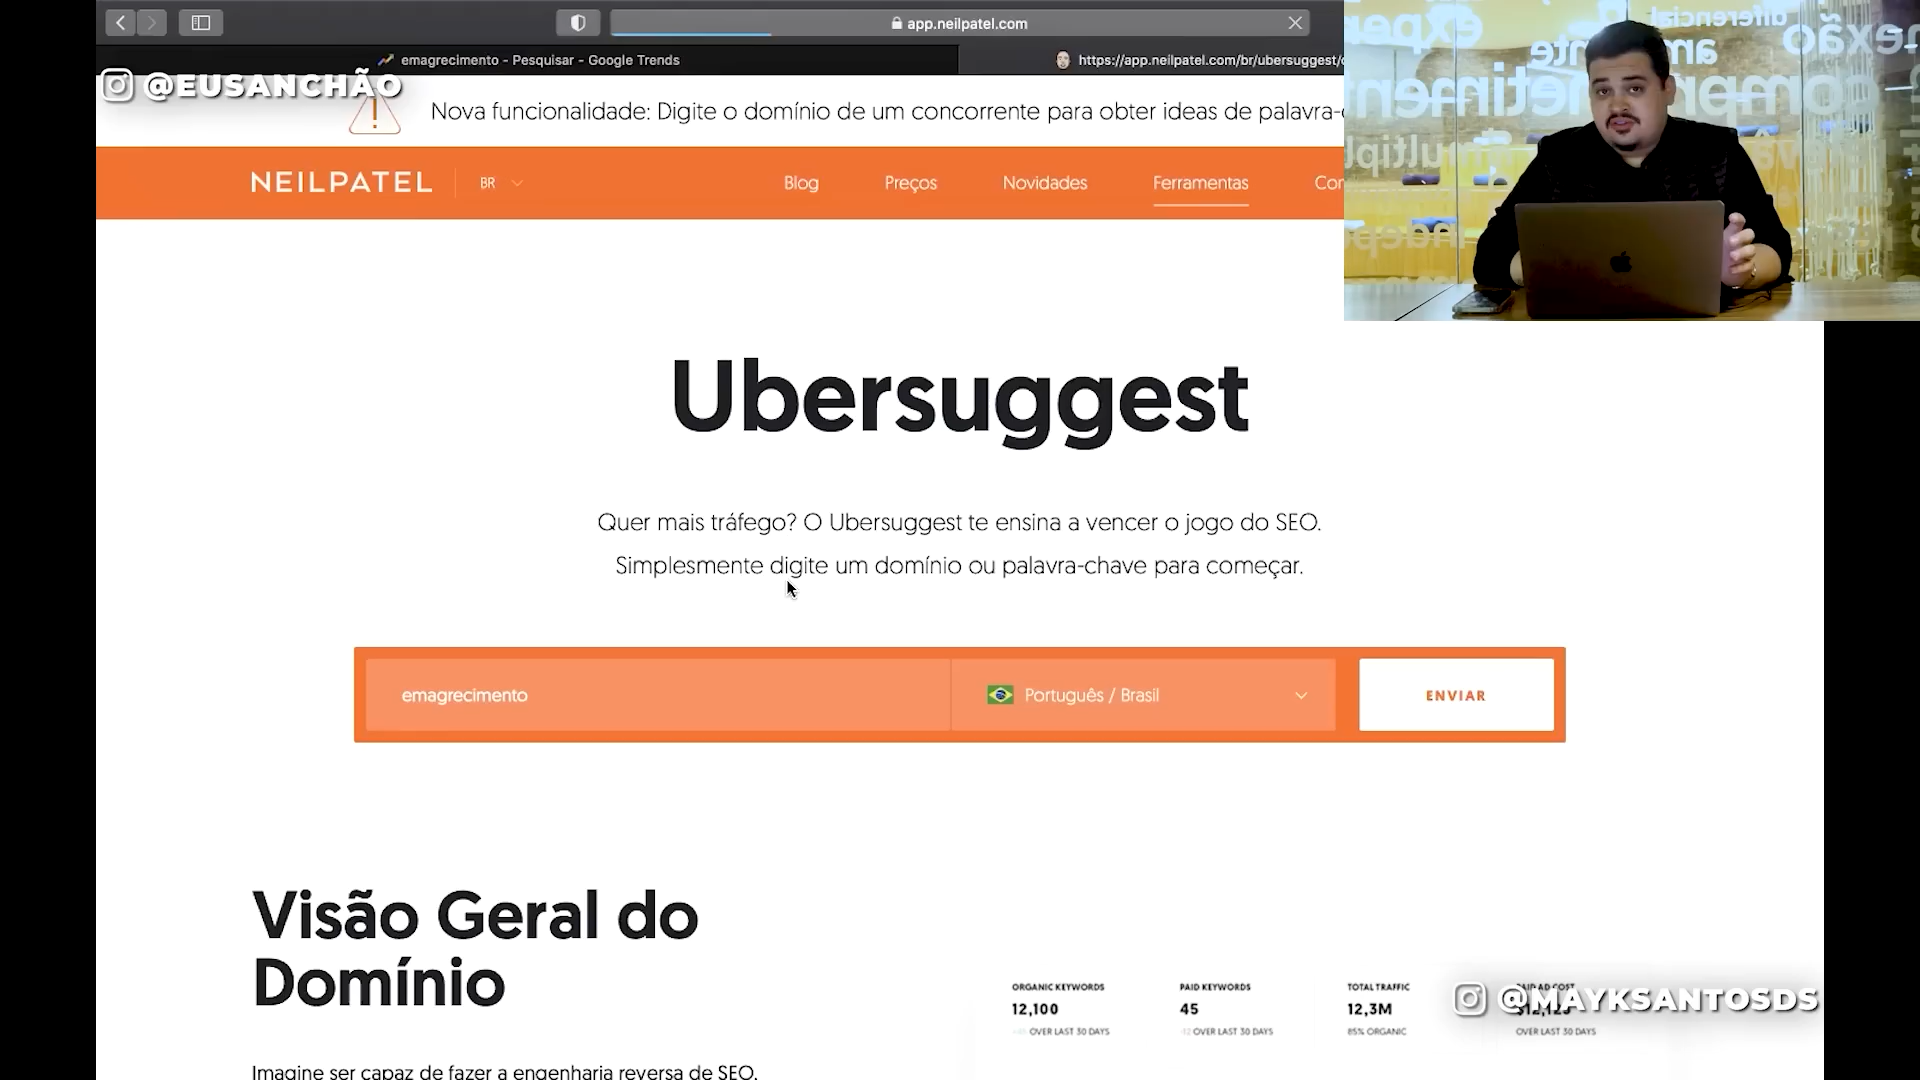 app.neilpatel.com
emagrecimento - Pesquisar - Google Trends
https://app.neilpatel.com/br/ubersuggest/
@EUSANCHÃO
Nova funcionalidade: Digite o domínio de um concorrente para obter ideas de palavra-
NEILPATEL
BR
Blog
Preços
Novidades
Ferramentas
Ubersuggest
Quer mais tráfego? O Ubersuggest te ensina a vencer o jogo do SEO.
Simplesmente digite um domínio ou palavra-chave para começar.
emagrecimento
Português / Brasil
ENVIAR
Visão Geral do
Domínio
ORGANIC KEYWORDS
PAID KEYWORDS
TOTAL TRAFFIC
PAID AD COST
12,100
45
12,3M
OVER LAST 30 DAYS
OVER LAST 30 DAYS
85% ORGANIC
OVER LAST 30 DAYS
@MAYKSANTOSDS
Imagine ser capaz de fazer a engenharia reversa de SEO,